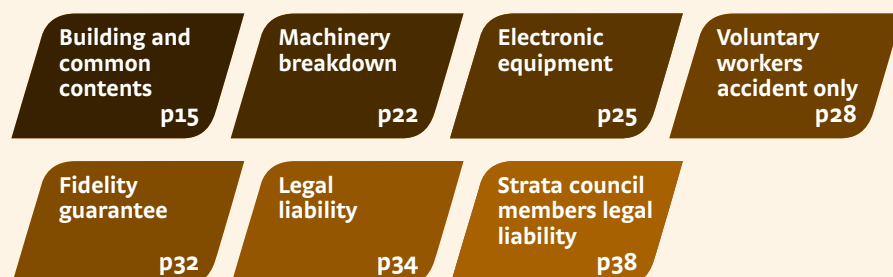 Building and
common
contents
p15
Machinery
breakdown
p22
Electronic
equipment
p25
Voluntary
workers
accident only
p28
Fidelity
guarantee
p32
Legal
liability
p34
Strata council
members legal
liability
p38